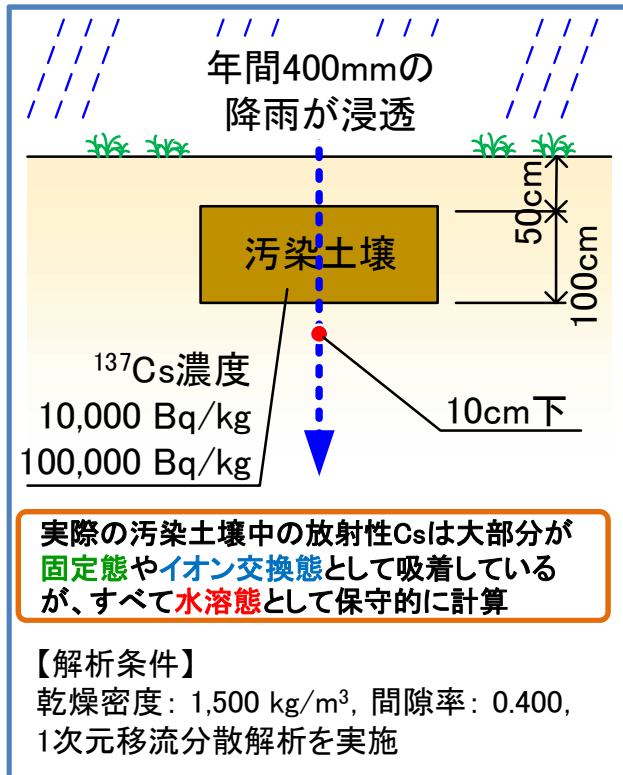 年間400mmの
降雨が浸透
50cm
汚染土壌
100cm
¹³⁷Cs濃度
10,000 Bq/kg
100,000 Bq/kg
10cm下
実際の汚染土壌中の放射性Csは大部分が
固定態やイオン交換態として吸着している
が、すべて水溶態として保守的に計算
【解析条件】
乾燥密度: 1,500 kg/m³, 間隙率: 0.400,
1次元移流分散解析を実施